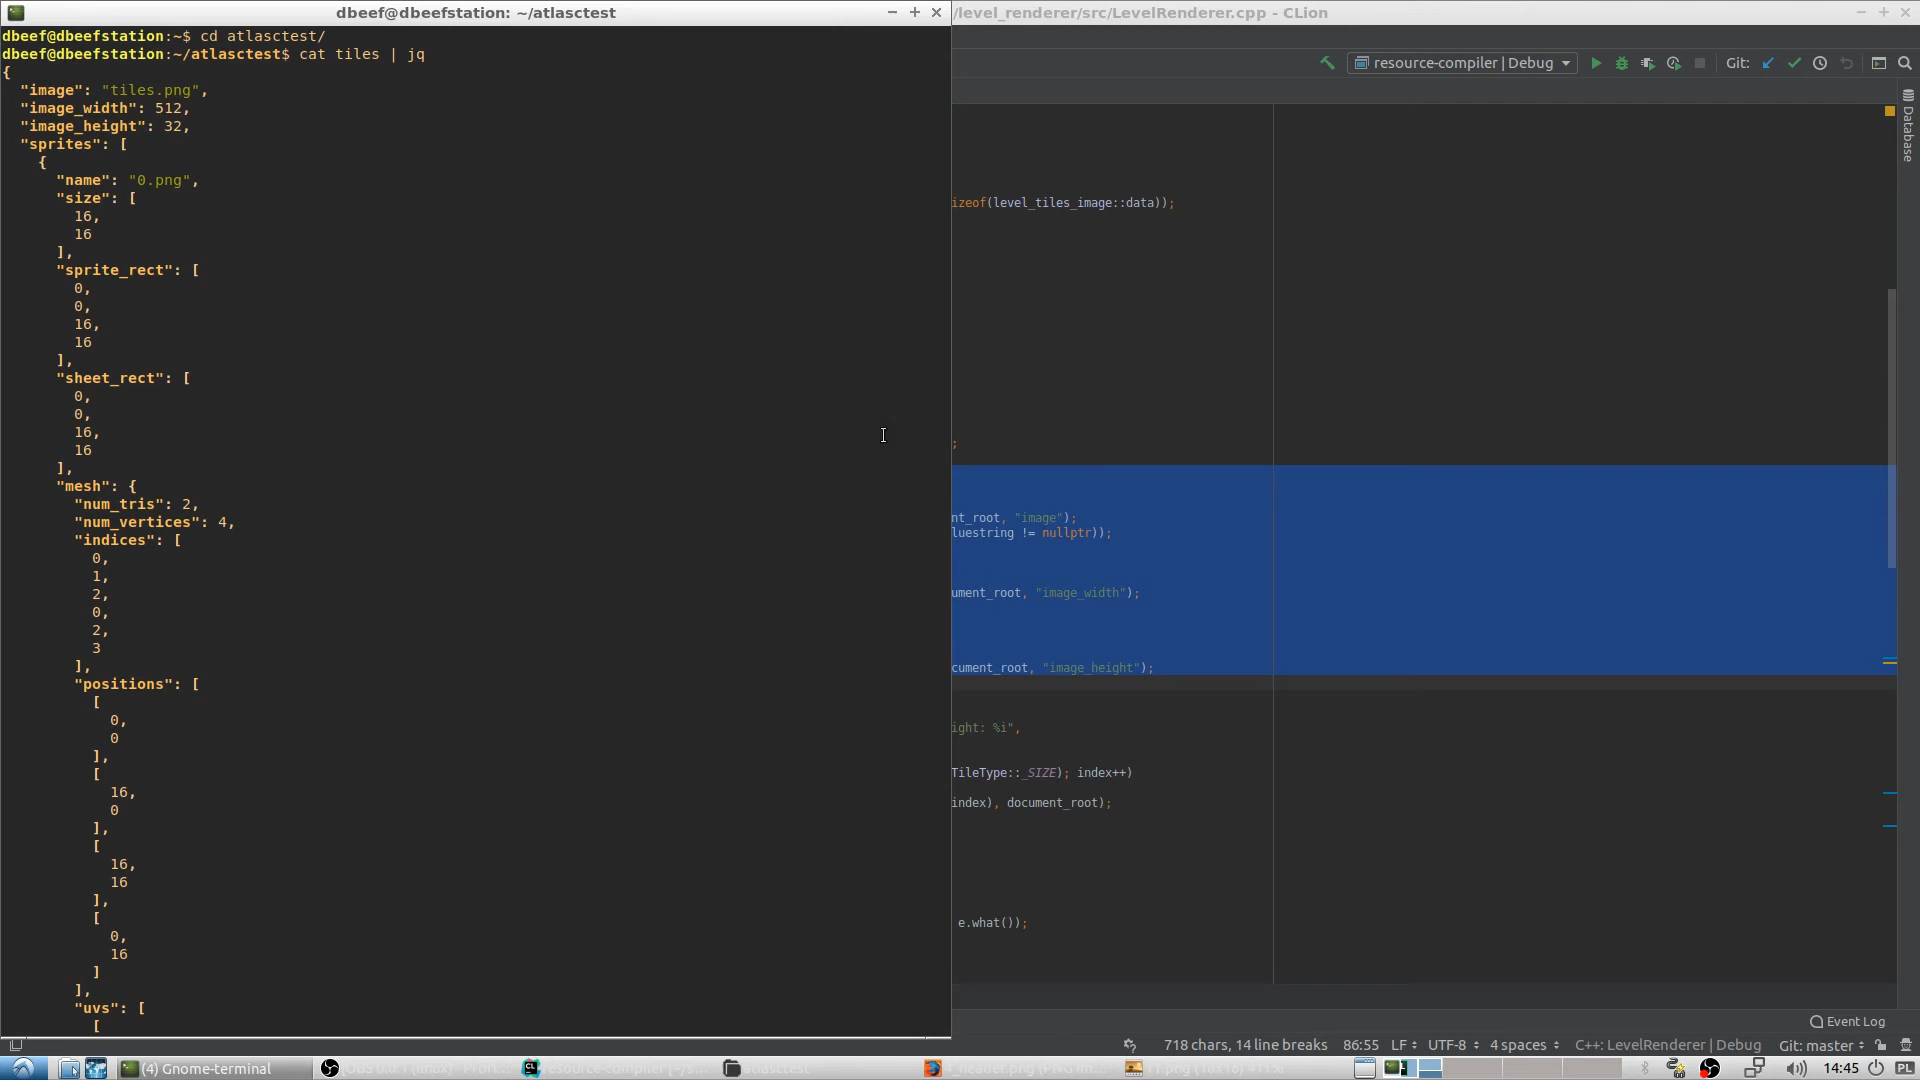 dbeef@dbeefstation: ~/atlasctest
/level_renderer/src/LevelRenderer.cpp - CLion
dbeef@dbeefstation:~$ cd atlasctest/
dbeef@dbeefstation:~/atlasctest$ cat tiles | jq
{
"image": "tiles.png",
"image_width": 512,
"image_height": 32,
"sprites": [
{
"name": "0.png",
"size": [
16,
16
],
"sprite_rect": [
0,
0,
16,
16
],
"sheet_rect": [
0,
0,
16,
16
],
"mesh": {
"num_tris": 2,
"num_vertices": 4,
"indices": [
0,
1,
2,
0,
2,
3
],
"positions": [
[
0,
0
],
[
16,
0
],
[
16,
16
],
[
0,
16
]
],
"uvs": [
[
resource-compiler | Debug
Git:
Database
izeof(level_tiles_image::data));
;
nt_root, "image");
luestring != nullptr));
ument_root, "image_width");
cument_root, "image_height");
ight: %i",
TileType::_SIZE); index++)
index), document_root);
e.what());
Event Log
718 chars, 14 line breaks 86:55 LF UTF-8 4 spaces C++: LevelRenderer | Debug Git: master
(4) Gnome-terminal
atlasctest
14:45
PL